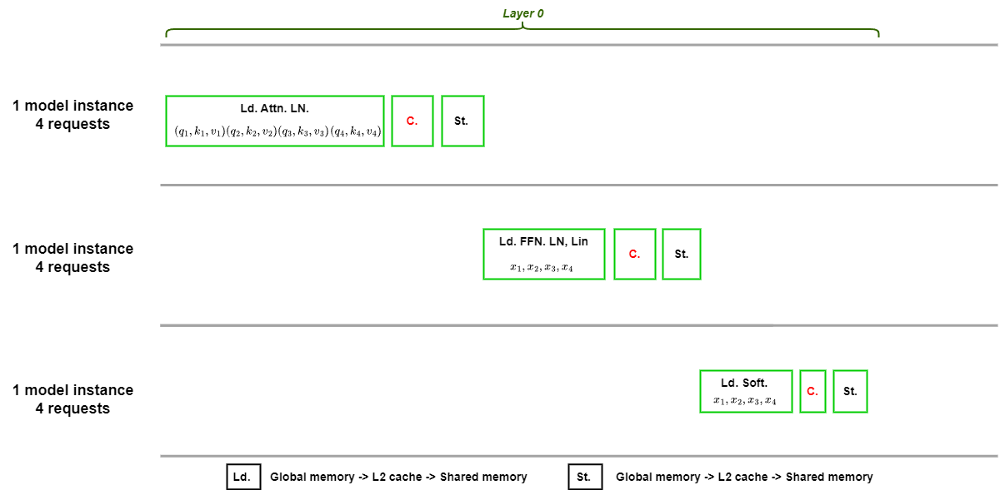 Layer 0
1 model instance
4 requests
Ld. Attn. LN.
(q₁, k₁, v₁)(q₂, k₂, v₂)(q₃, k₃, v₃)(q₄, k₄, v₄)
C.
St.
1 model instance
4 requests
Ld. FFN. LN, Lin
x₁, x₂, x₃, x₄
C.
St.
1 model instance
4 requests
Ld. Soft.
x₁, x₂, x₃, x₄
C.
St.
Ld.
Global memory -> L2 cache -> Shared memory
St.
Global memory -> L2 cache -> Shared memory